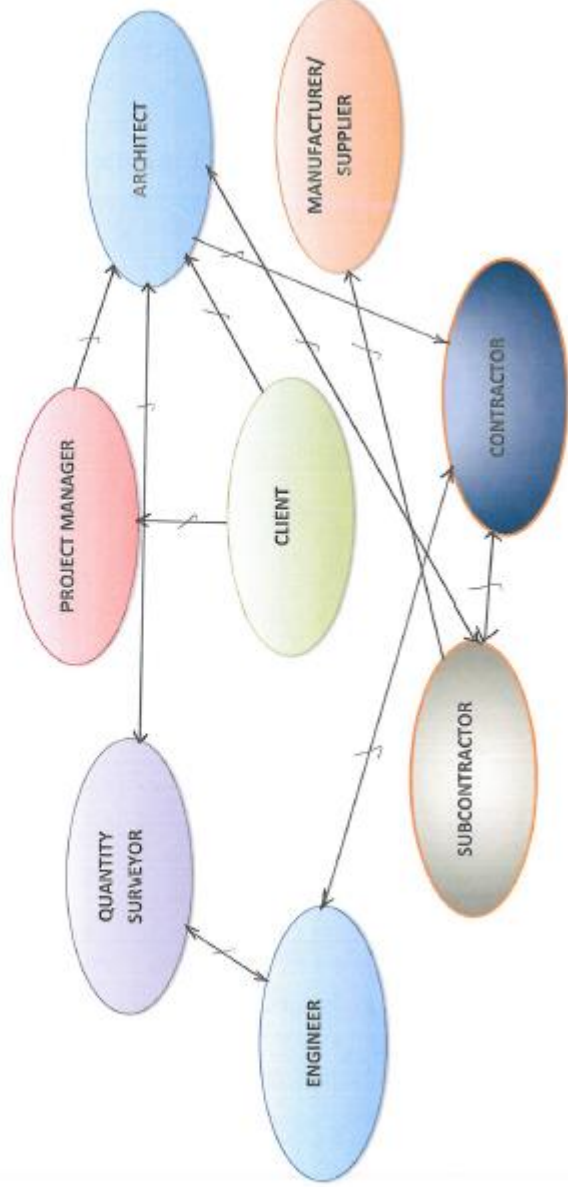 QUANTITY
SURVEYOR
PROJECT MANAGER
ARCHITECT
ENGINEER
CLIENT
MANUFACTURER/
SUPPLIER
SUBCONTRACTOR
CONTRACTOR